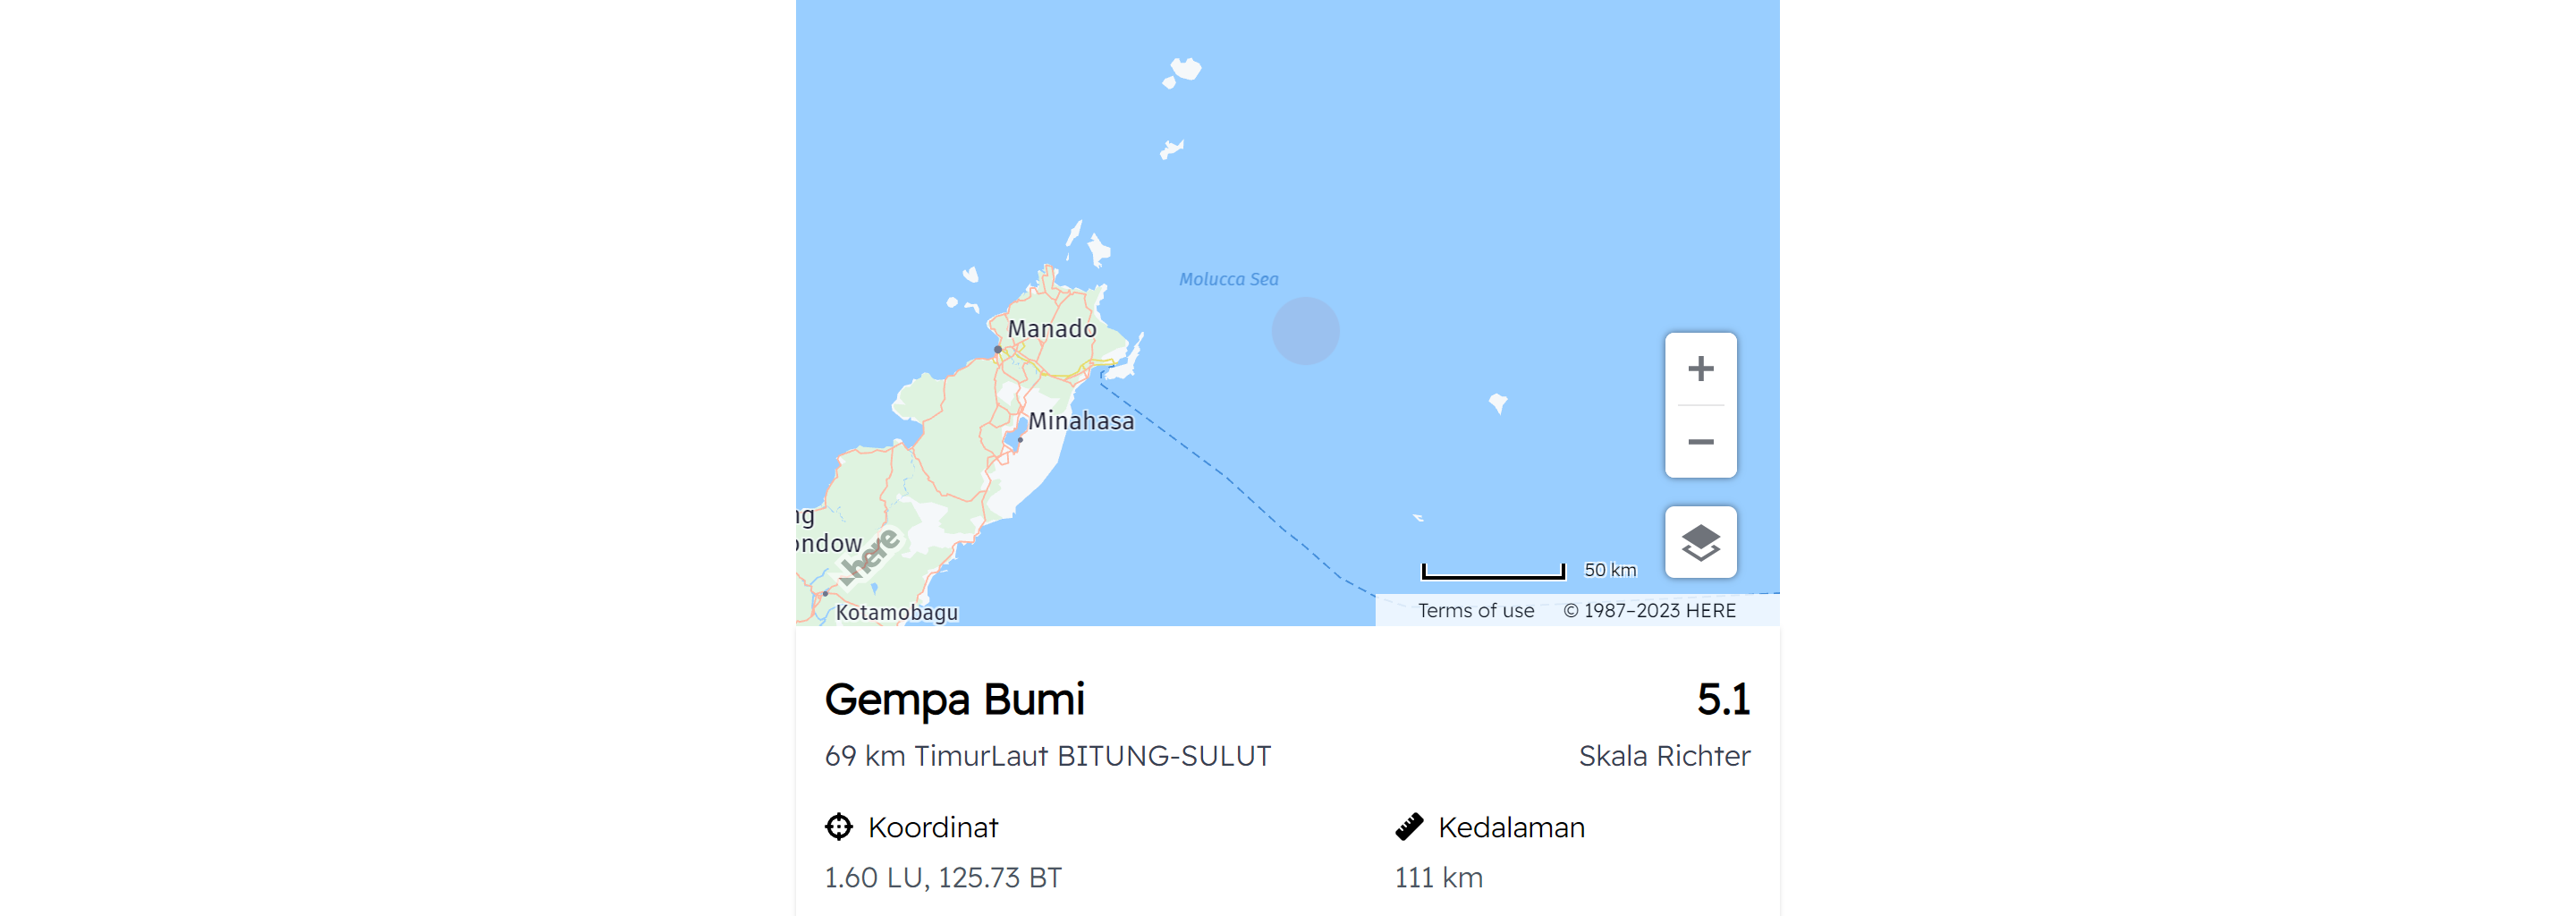 Molucca Sea
Manado
Minahasa
ng
ondow
here
Kotamobagu
50 km
Terms of use © 1987–2023 HERE
Gempa Bumi 5.1
69 km TimurLaut BITUNG-SULUT Skala Richter
Koordinat Kedalaman
1.60 LU, 125.73 BT 111 km